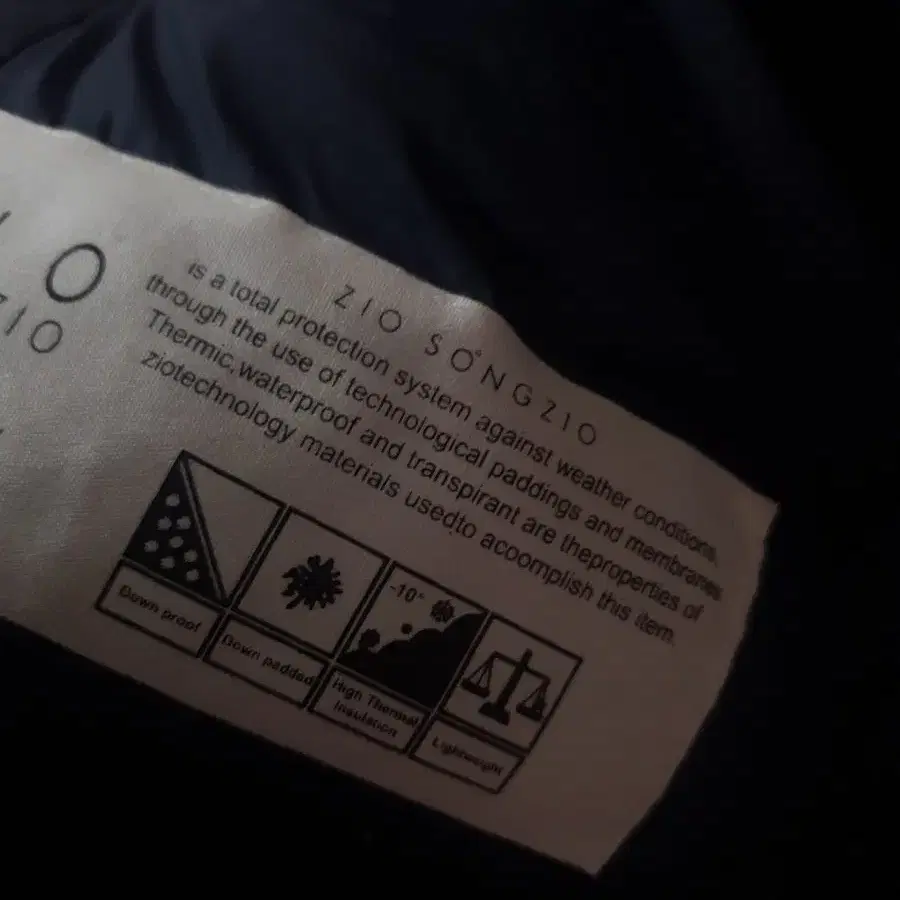 O
ZIO
ZIO SONGZIO
is a total protection system against weather conditions,
through the use of technological paddings and membranes.
Thermic,waterproof and transpirant are theproperties of
ziotechnology materials usedto acoomplish this item.
Down proof
Down padded
-10°
High Thermal
Insulation
Lightweight